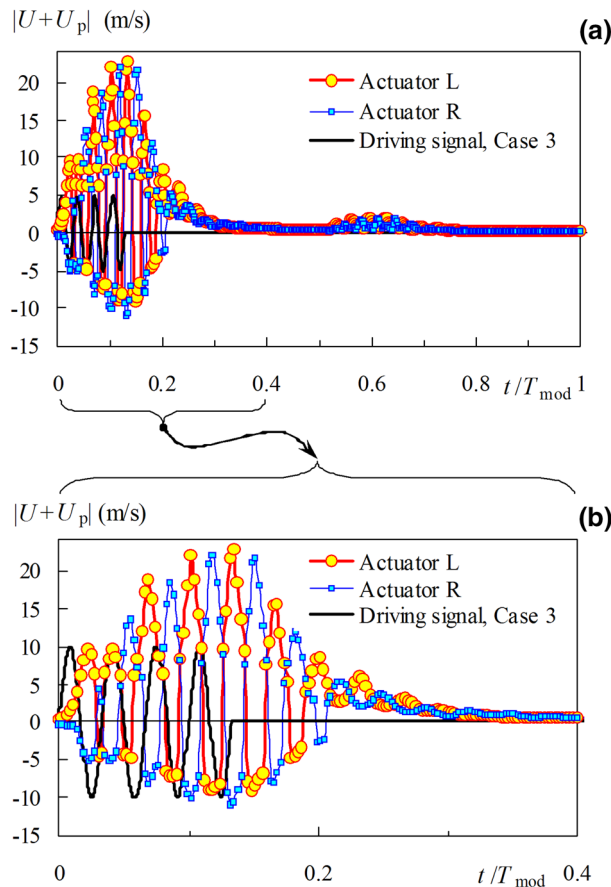 |U+Up| (m/s)
(a)
20
15
10
5
0
-5
-10
-15
Actuator L
Actuator R
Driving signal, Case 3
0 0.2 0.4 0.6 0.8 1
t/Tmod
|U+Up| (m/s)
(b)
20
15
10
5
0
-5
-10
-15
Actuator L
Actuator R
Driving signal, Case 3
0 0.2 0.4
t/Tmod